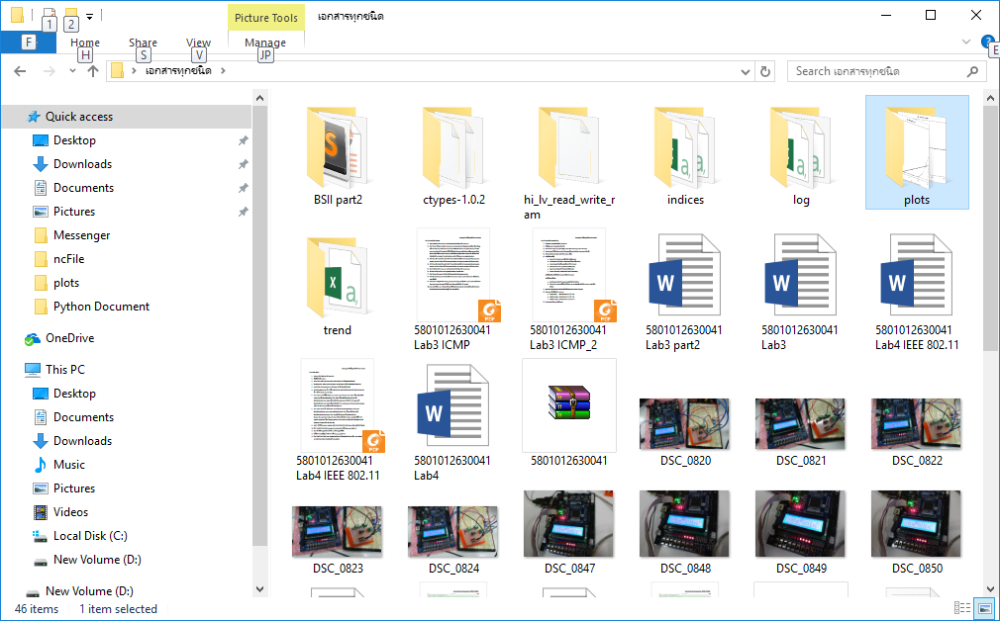 1
2
Picture Tools
เอกสารทุกชนิด
F
Home
Share
View
Manage
H
S
V
JP
E
เอกสารทุกชนิด
Search เอกสารทุกชนิด
Quick access
Desktop
Downloads
Documents
Pictures
Messenger
ncFile
plots
Python Document
OneDrive
This PC
Desktop
Documents
Downloads
Music
Pictures
Videos
Local Disk (C:)
New Volume (D:)
New Volume (D:)
BSII part2
ctypes-1.0.2
hi_lv_read_write_r
am
indices
log
plots
trend
5801012630041
Lab3 ICMP
5801012630041
Lab3 ICMP_2
5801012630041
Lab3 part2
5801012630041
Lab3
5801012630041
Lab4 IEEE 802.11
5801012630041
Lab4 IEEE 802.11
5801012630041
Lab4
5801012630041
DSC_0820
DSC_0821
DSC_0822
DSC_0823
DSC_0824
DSC_0847
DSC_0848
DSC_0849
DSC_0850
46 items
1 item selected